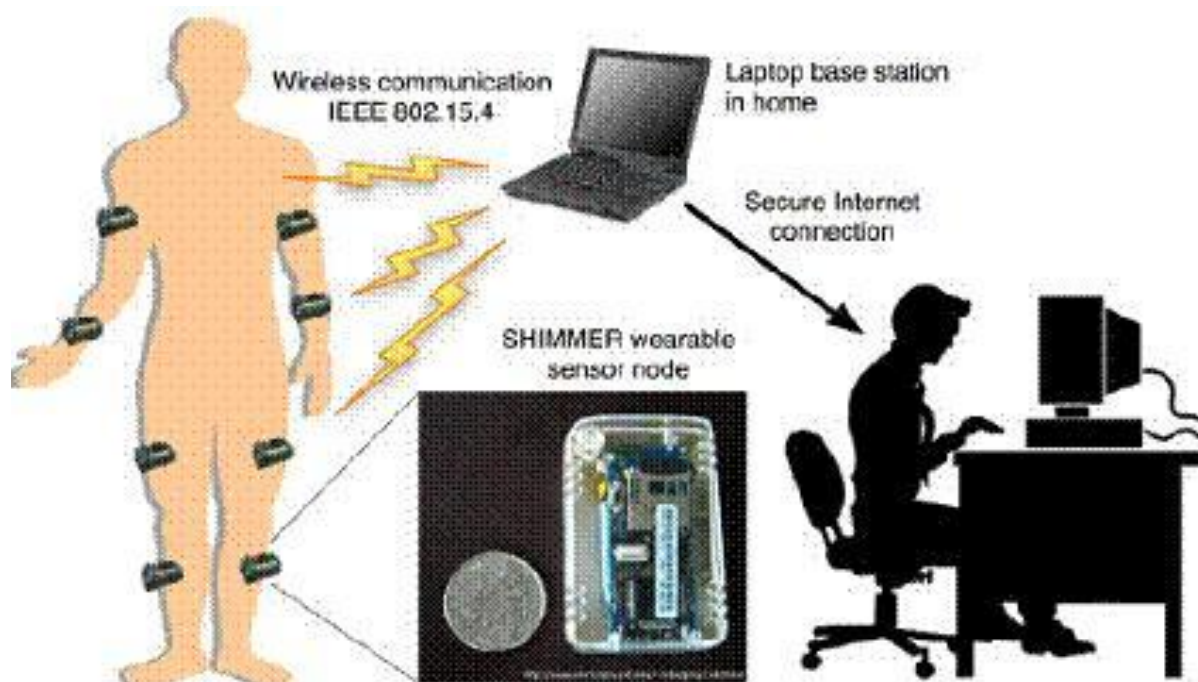 Wireless communication
IEEE 802.15.4
Laptop base station
in home
Secure Internet
connection
SHIMMER wearable
sensor node